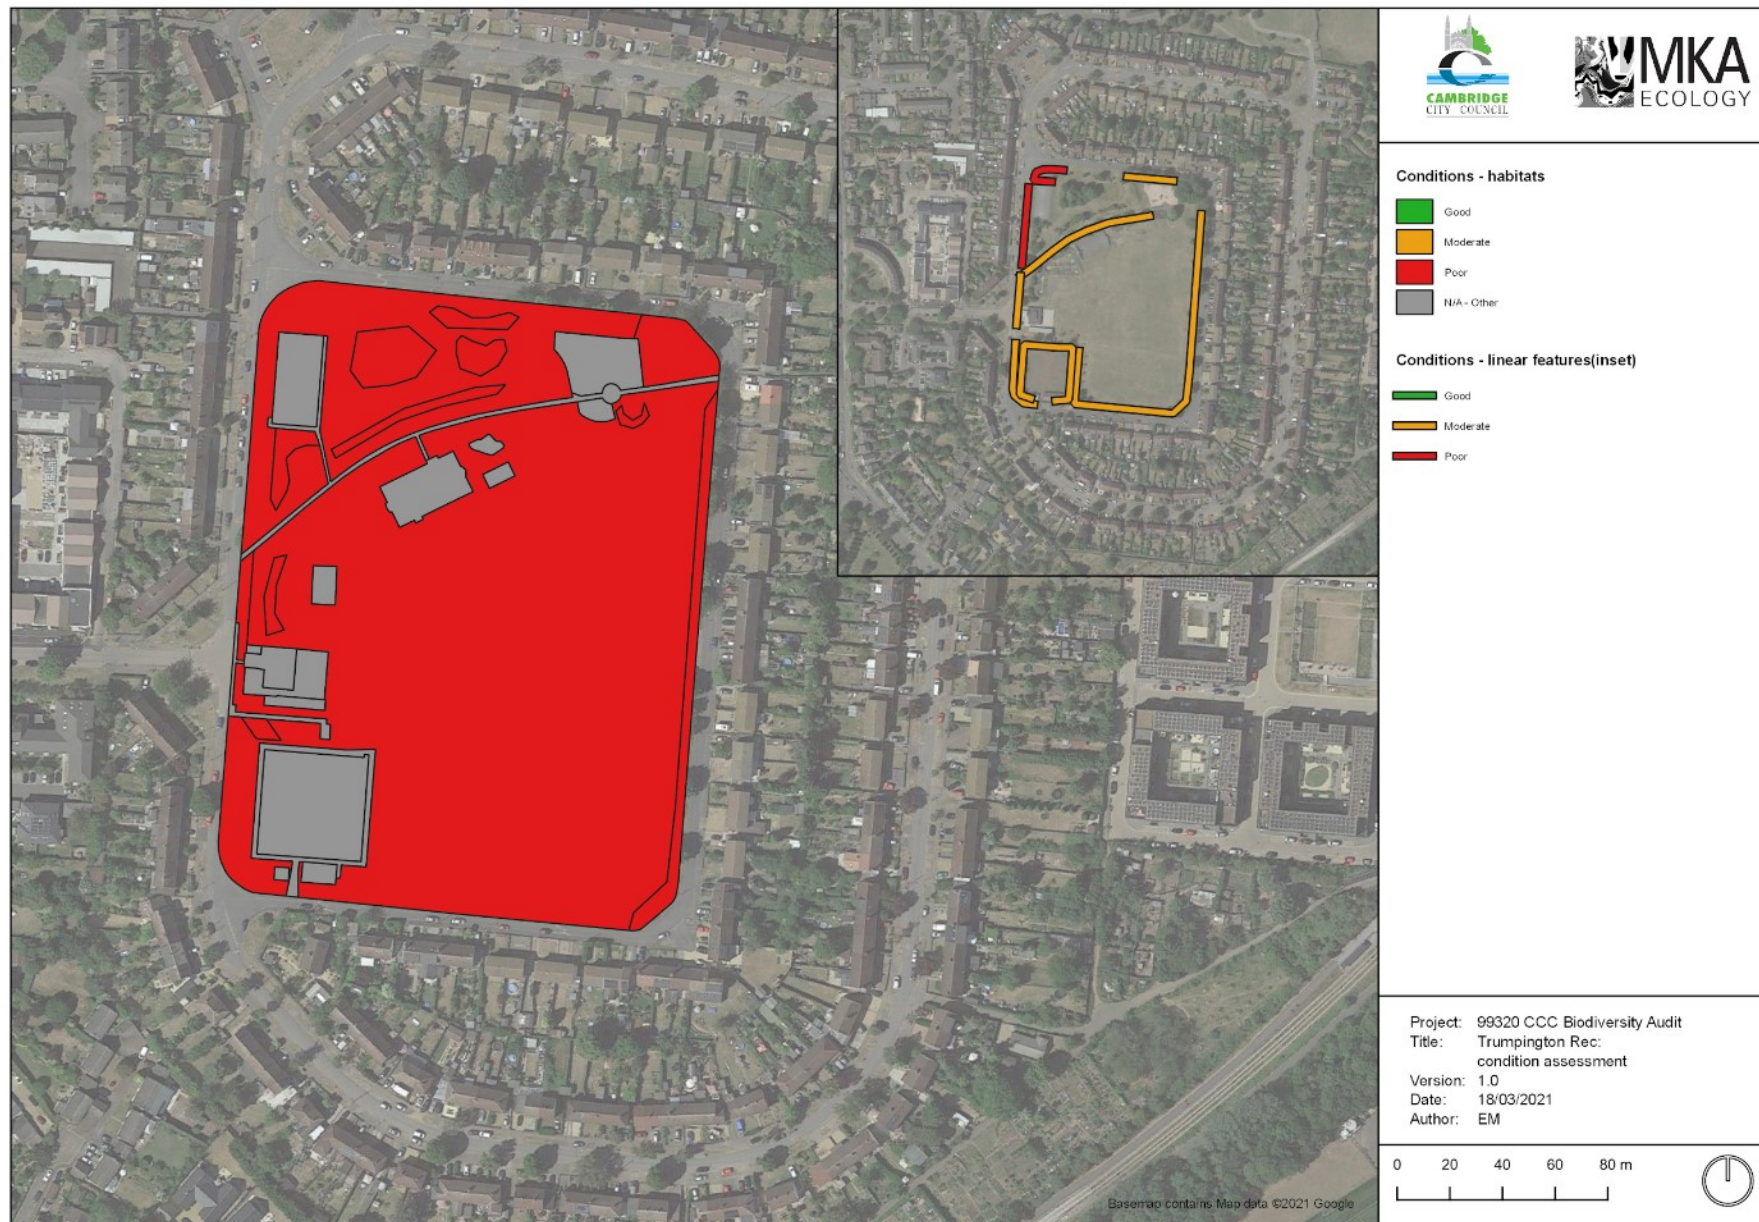 CAMBRIDGE
CITY COUNCIL
MKA
ECOLOGY
Conditions - habitats
Good
Moderate
Poor
N/A - Other
Conditions - linear features(inset)
Good
Moderate
Poor
Project: 99320 CCC Biodiversity Audit
Title: Trumpington Rec:
condition assessment
Version: 1.0
Date: 18/03/2021
Author: EM
0 20 40 60 80 m
Basemap contains Map data ©2021 Google